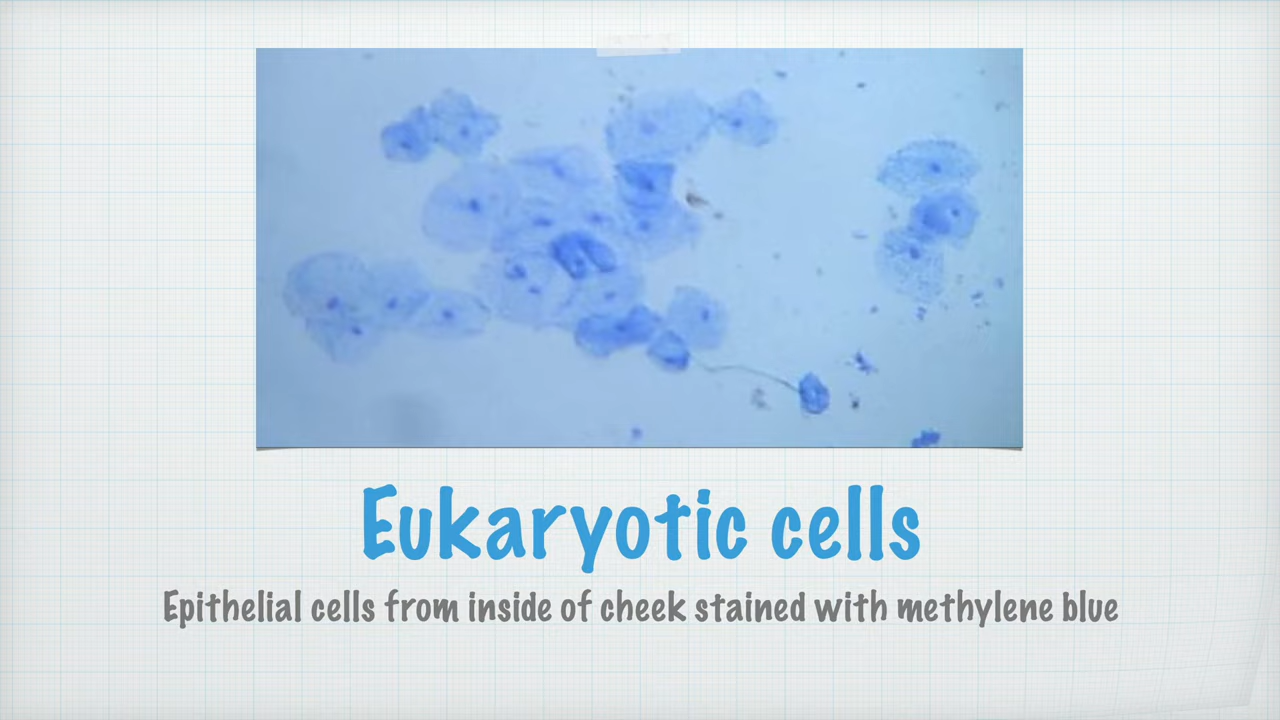 Eukaryotic cells
Epithelial cells from inside of cheek stained with methylene blue